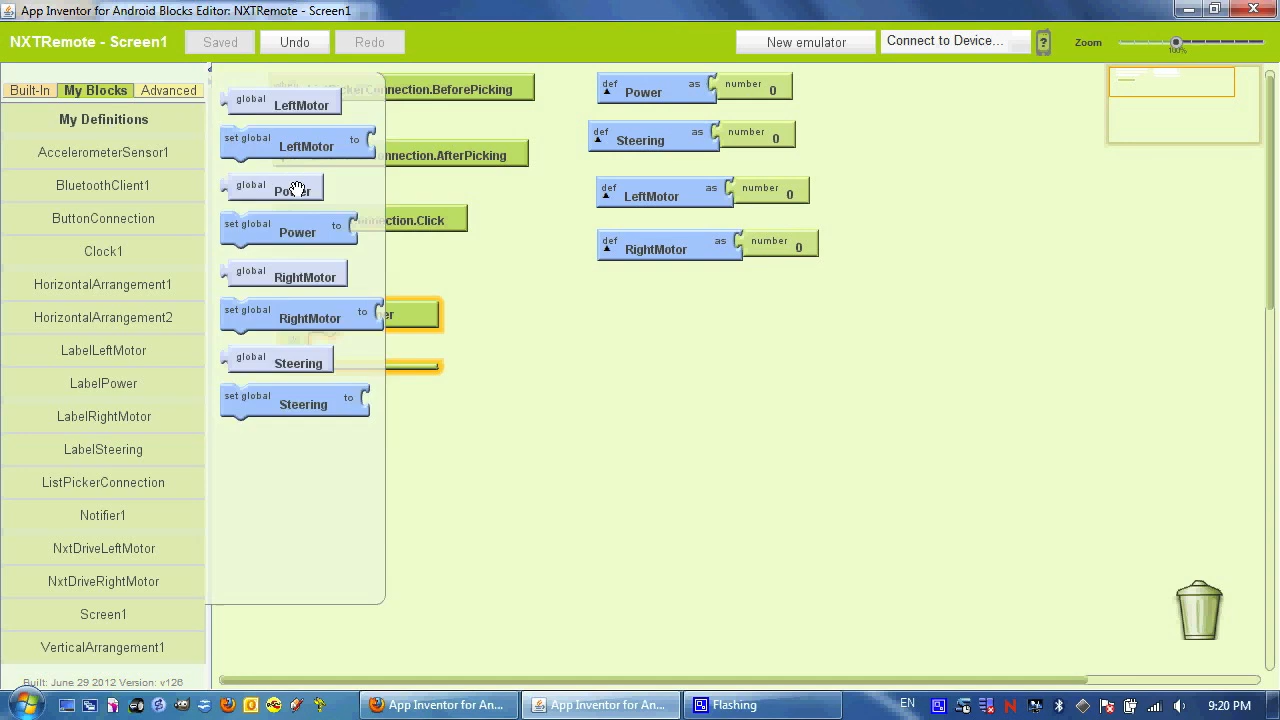 App Inventor for Android Blocks Editor: NXTRemote - Screen1
NXTRemote - Screen1
Saved
Undo
Redo
New emulator
Connect to Device...
?
Zoom
100%
Built-In
My Blocks
Advanced
My Definitions
AccelerometerSensor1
BluetoothClient1
ButtonConnection
Clock1
HorizontalArrangement1
HorizontalArrangement2
LabelLeftMotor
LabelPower
LabelRightMotor
LabelSteering
ListPickerConnection
Notifier1
NxtDriveLeftMotor
NxtDriveRightMotor
Screen1
VerticalArrangement1
Built: June 29 2012 Version: v126
global LeftMotor
set global LeftMotor to
global Power
set global Power to
global RightMotor
set global RightMotor to
global Steering
set global Steering to
Connection.BeforePicking
nnection.AfterPicking
nection.Click
er
def Power as number 0
def Steering as number 0
def LeftMotor as number 0
def RightMotor as number 0
App Inventor for An...
App Inventor for An...
Flashing
EN
9:20 PM